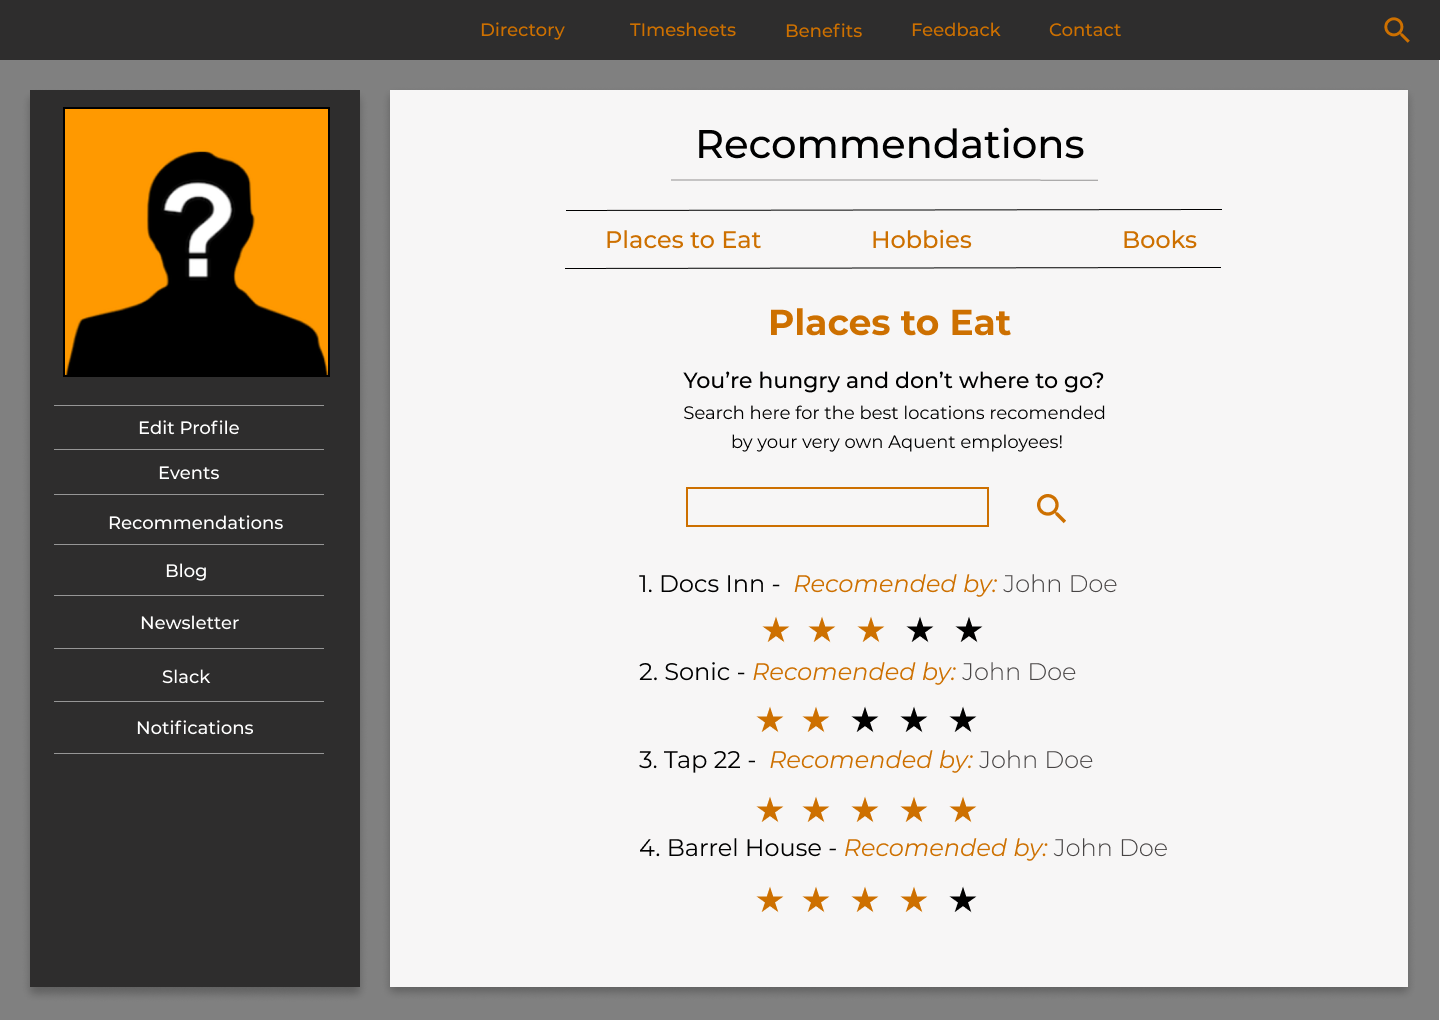 Directory TImesheets Benefits Feedback Contact
?
Edit Profile
Events
Recommendations
Blog
Newsletter
Slack
Notifications
Recommendations
Places to Eat Hobbies Books
Places to Eat
You’re hungry and don’t where to go?
Search here for the best locations recomended
by your very own Aquent employees!
1. Docs Inn - Recomended by: John Doe
2. Sonic - Recomended by: John Doe
3. Tap 22 - Recomended by: John Doe
4. Barrel House - Recomended by: John Doe